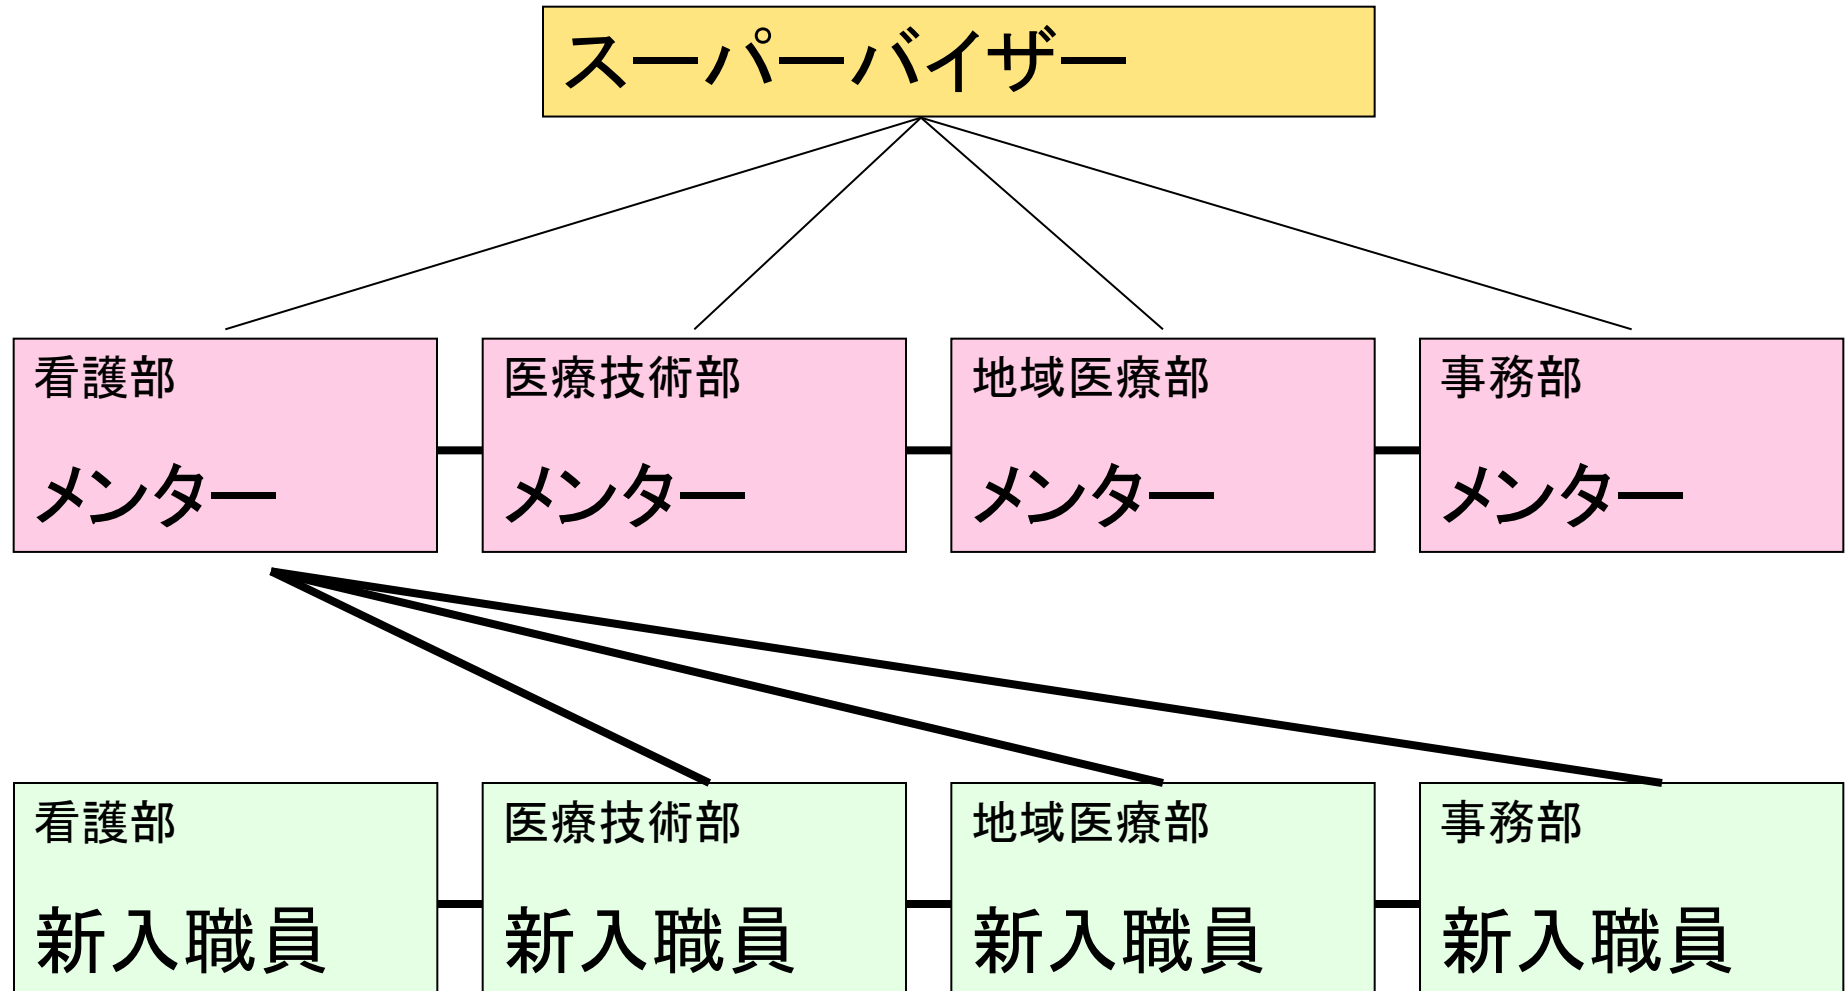 スーパーバイザー
看護部
メンター
医療技術部
メンター
地域医療部
メンター
事務部
メンター
看護部
新入職員
医療技術部
新入職員
地域医療部
新入職員
事務部
新入職員